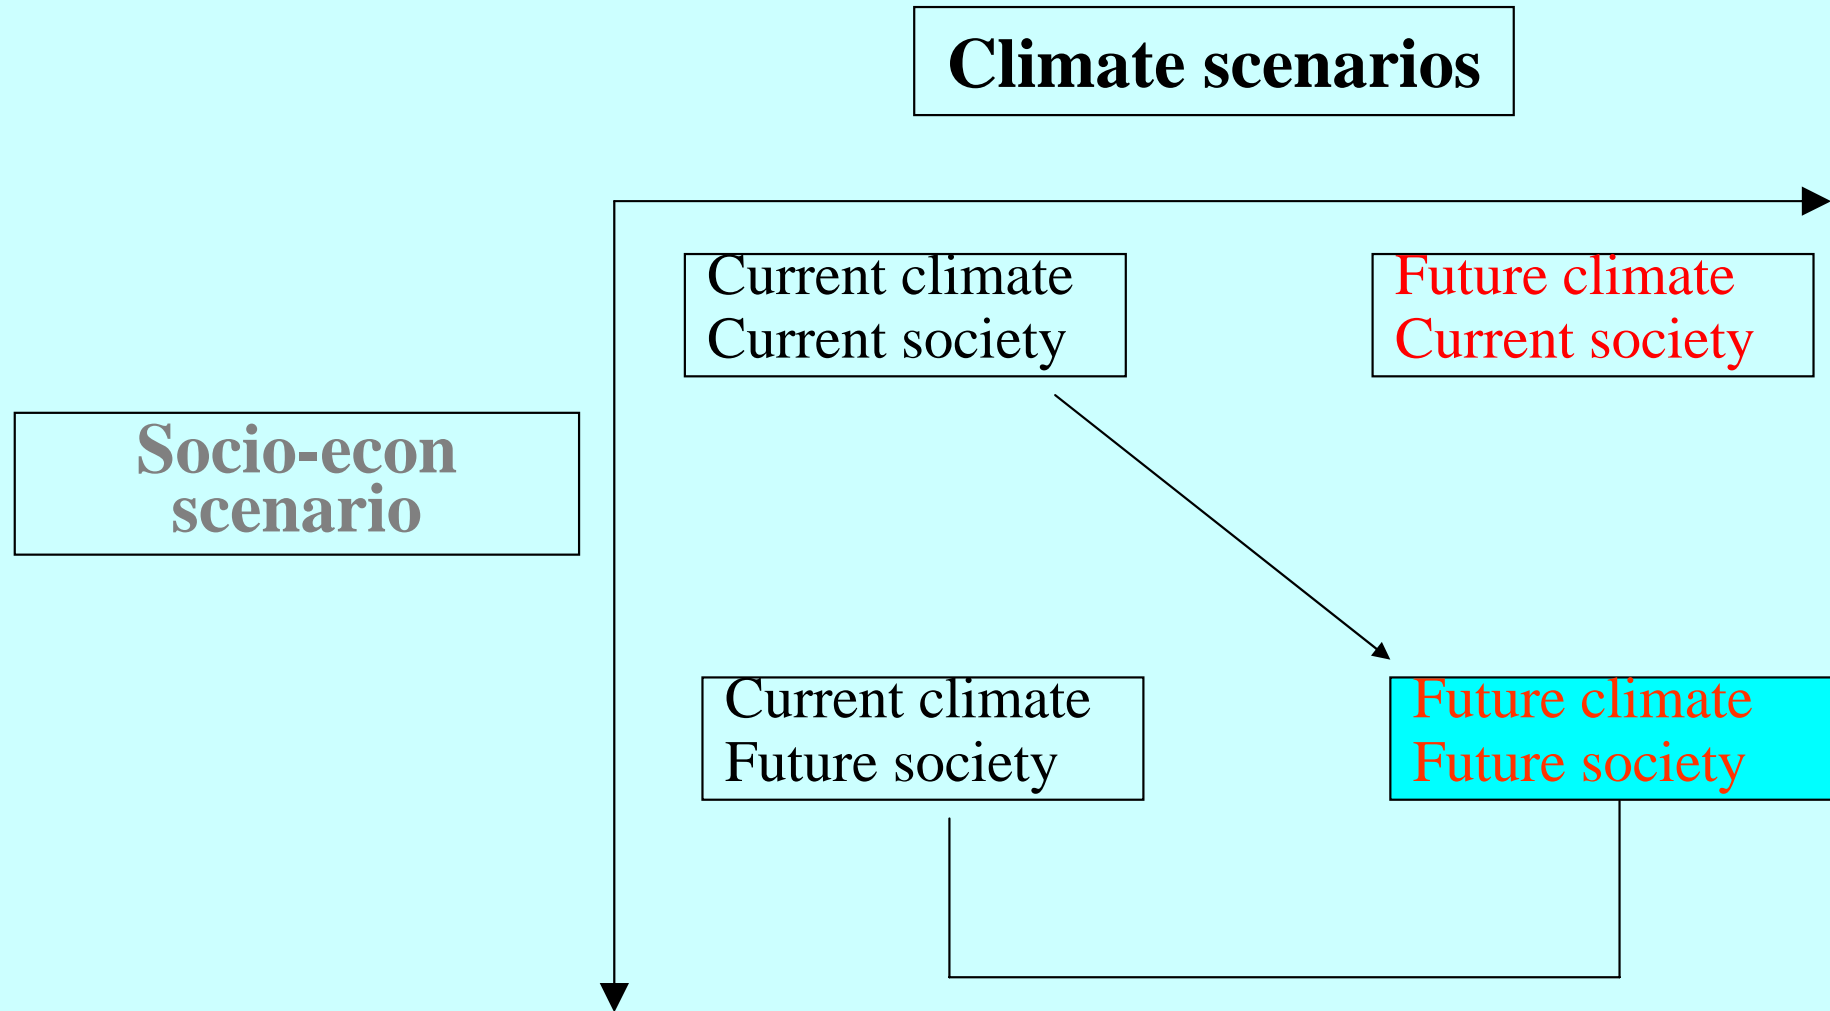 Climate scenarios
Current climate
Current society
Future climate
Current society
Socio-econ
scenario
Current climate
Future society
Future climate
Future society